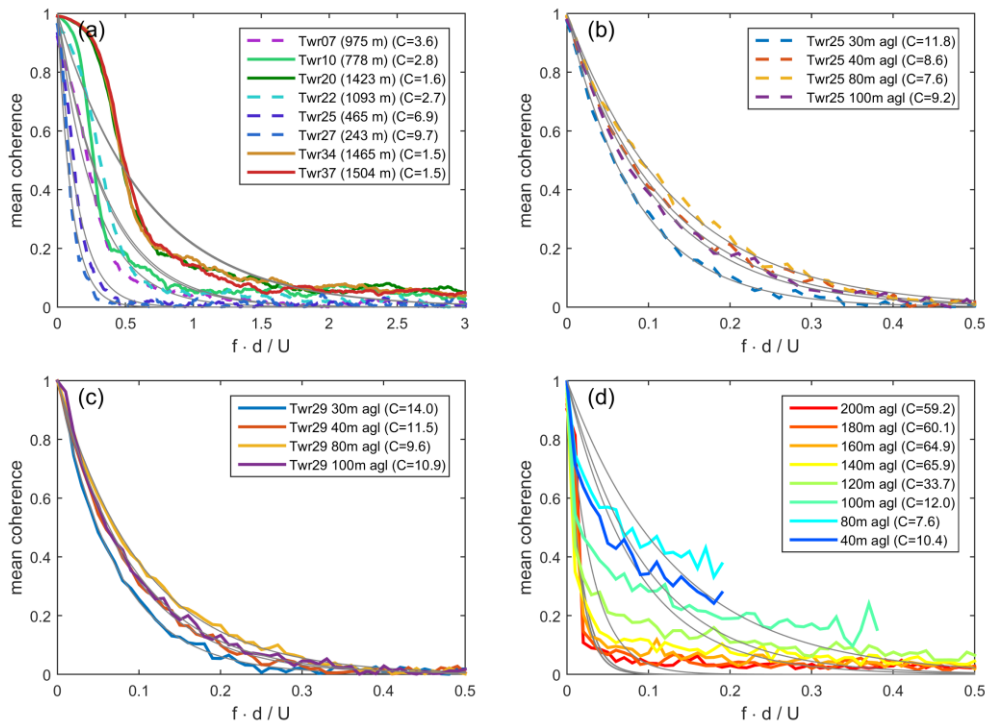 (a)
Twr07 (975 m) (C=3.6)
Twr10 (778 m) (C=2.8)
Twr20 (1423 m) (C=1.6)
Twr22 (1093 m) (C=2.7)
Twr25 (465 m) (C=6.9)
Twr27 (243 m) (C=9.7)
Twr34 (1465 m) (C=1.5)
Twr37 (1504 m) (C=1.5)
mean coherence
1
0.8
0.6
0.4
0.2
0
0 0.5 1 1.5 2 2.5 3
f · d / U
(b)
Twr25 30m agl (C=11.8)
Twr25 40m agl (C=8.6)
Twr25 80m agl (C=7.6)
Twr25 100m agl (C=9.2)
mean coherence
1
0.8
0.6
0.4
0.2
0
0 0.1 0.2 0.3 0.4 0.5
f · d / U
(c)
Twr29 30m agl (C=14.0)
Twr29 40m agl (C=11.5)
Twr29 80m agl (C=9.6)
Twr29 100m agl (C=10.9)
mean coherence
1
0.8
0.6
0.4
0.2
0
0 0.1 0.2 0.3 0.4 0.5
f · d / U
(d)
200m agl (C=59.2)
180m agl (C=60.1)
160m agl (C=64.9)
140m agl (C=65.9)
120m agl (C=33.7)
100m agl (C=12.0)
80m agl (C=7.6)
40m agl (C=10.4)
mean coherence
1
0.8
0.6
0.4
0.2
0
0 0.1 0.2 0.3 0.4 0.5
f · d / U